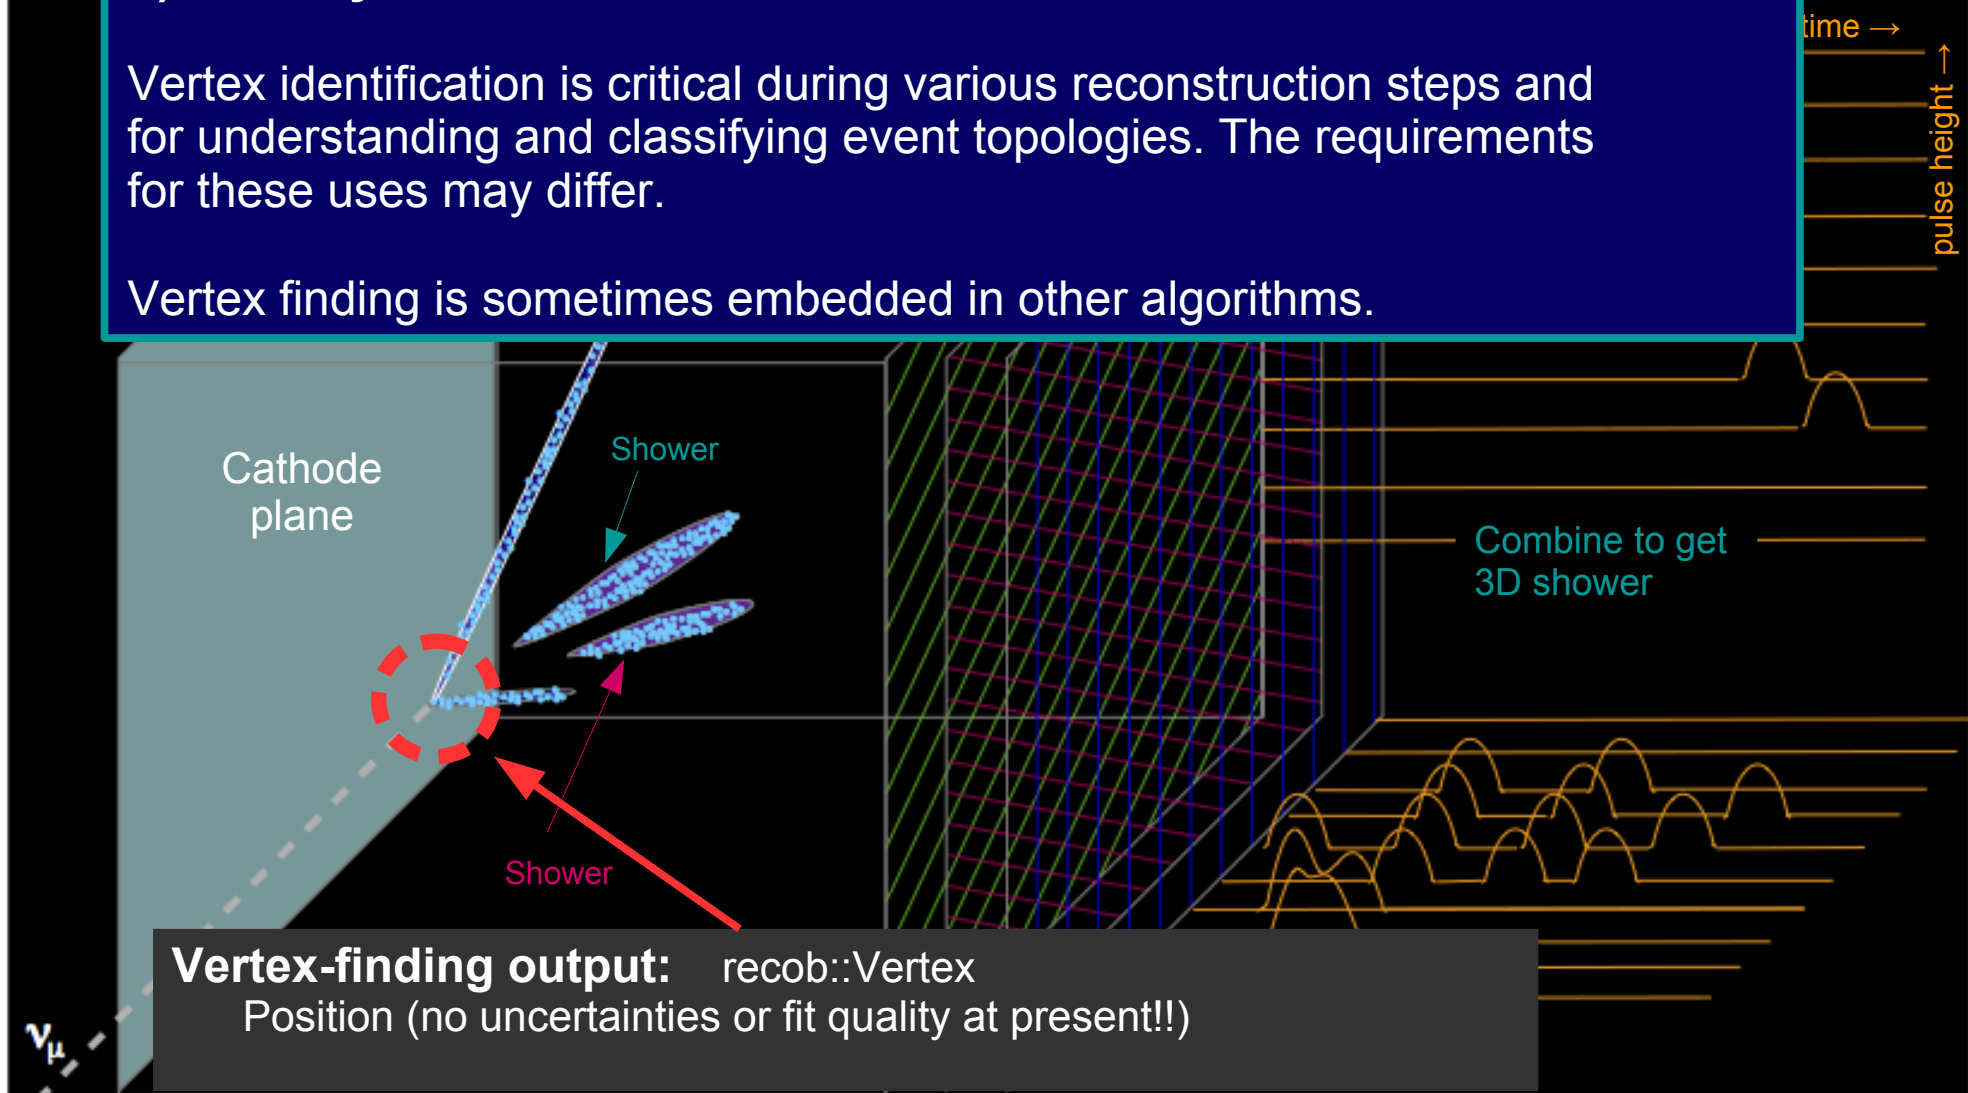 Vertex identification is critical during various reconstruction steps and
for understanding and classifying event topologies. The requirements
for these uses may differ.
Vertex finding is sometimes embedded in other algorithms.
time →
pulse height →
Cathode
plane
Shower
Combine to get
3D shower
Shower
Vertex-finding output: recob::Vertex
Position (no uncertainties or fit quality at present!!)
νμ